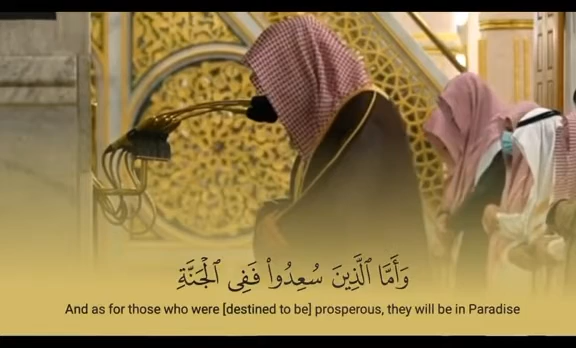 وَأَمَّا ٱلَّذِينَ سُعِدُوا۟ فَفِى ٱلْجَنَّةِ
And as for those who were [destined to be] prosperous, they will be in Paradise